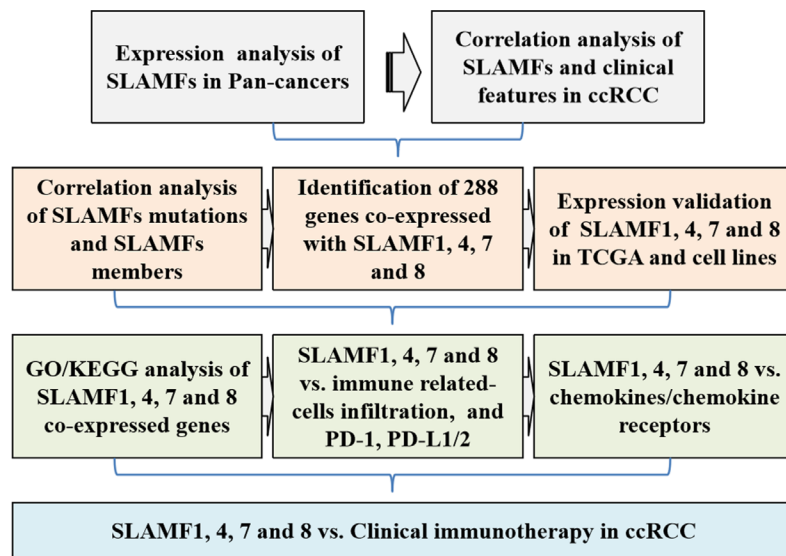 Expression analysis of
SLAMFs in Pan-cancers
Correlation analysis of
SLAMFs and clinical
features in ccRCC
Correlation analysis
of SLAMFs mutations
and SLAMFs
members
Identification of 288
genes co-expressed
with SLAMF1, 4, 7
and 8
Expression validation
of SLAMF1, 4, 7 and 8
in TCGA and cell lines
GO/KEGG analysis of
SLAMF1, 4, 7 and 8
co-expressed genes
SLAMF1, 4, 7 and 8
vs. immune related-
cells infiltration, and
PD-1, PD-L1/2
SLAMF1, 4, 7 and 8 vs.
chemokines/chemokine
receptors
SLAMF1, 4, 7 and 8 vs. Clinical immunotherapy in ccRCC